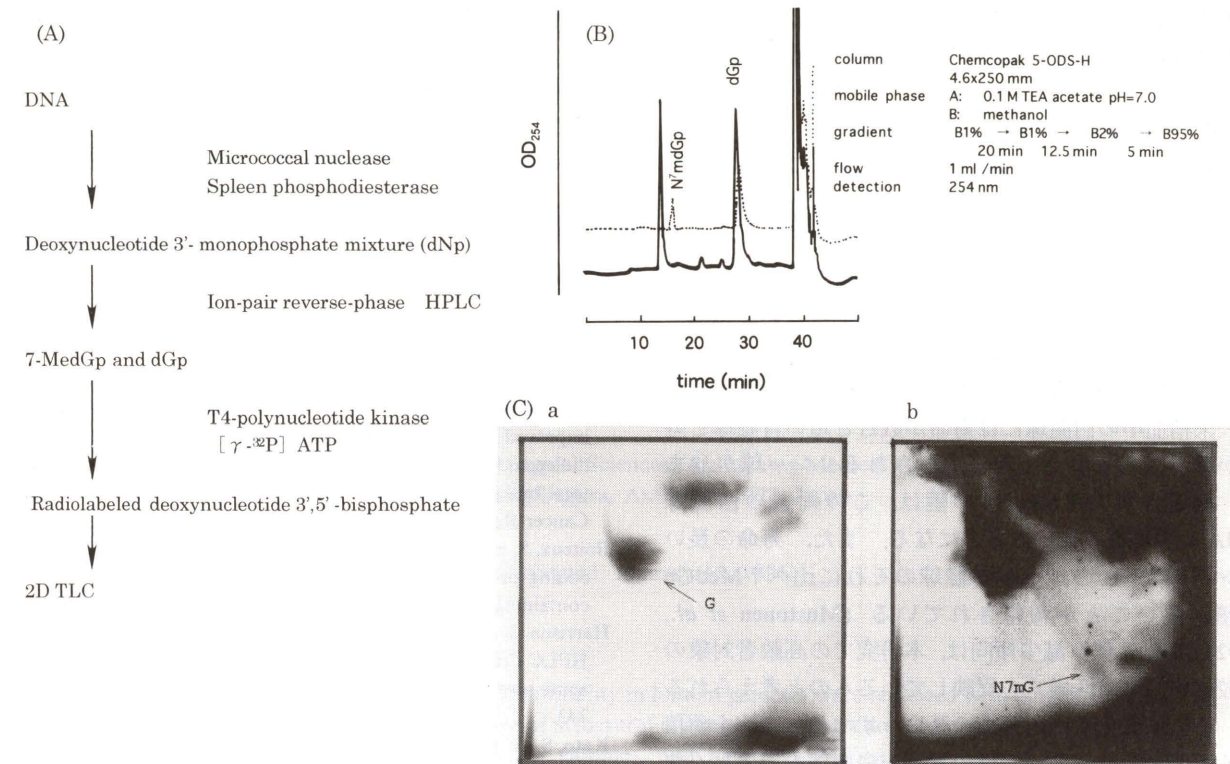 (A)
DNA
Micrococcal nuclease
Spleen phosphodiesterase
Deoxynucleotide 3'- monophosphate mixture (dNp)
Ion-pair reverse-phase HPLC
7-MedGp and dGp
T4-polynucleotide kinase
[γ-³²P] ATP
Radiolabeled deoxynucleotide 3',5'-bisphosphate
2D TLC
(B)
OD₂₅₄
N⁷mdGp
dGp
10 20 30 40
time (min)
column Chemcopak 5-ODS-H
4.6x250 mm
mobile phase A: 0.1 M TEA acetate pH=7.0
B: methanol
gradient B1% → B1% → B2% → B95%
20 min 12.5 min 5 min
flow 1 ml /min
detection 254 nm
(C) a
G
b
N7mG